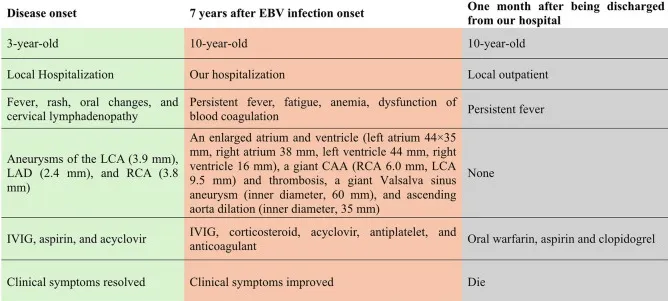 Disease onset
7 years after EBV infection onset
One month after being discharged
from our hospital
3-year-old
10-year-old
10-year-old
Local Hospitalization
Our hospitalization
Local outpatient
Fever, rash, oral changes, and
cervical lymphadenopathy
Persistent fever, fatigue, anemia, dysfunction of
blood coagulation
Persistent fever
Aneurysms of the LCA (3.9 mm),
LAD (2.4 mm), and RCA (3.8
mm)
An enlarged atrium and ventricle (left atrium 44×35
mm, right atrium 38 mm, left ventricle 44 mm, right
ventricle 16 mm), a giant CAA (RCA 6.0 mm, LCA
9.5 mm) and thrombosis, a giant Valsalva sinus
aneurysm (inner diameter, 60 mm), and ascending
aorta dilation (inner diameter, 35 mm)
None
IVIG, aspirin, and acyclovir
IVIG, corticosteroid, acyclovir, antiplatelet, and
anticoagulant
Oral warfarin, aspirin and clopidogrel
Clinical symptoms resolved
Clinical symptoms improved
Die